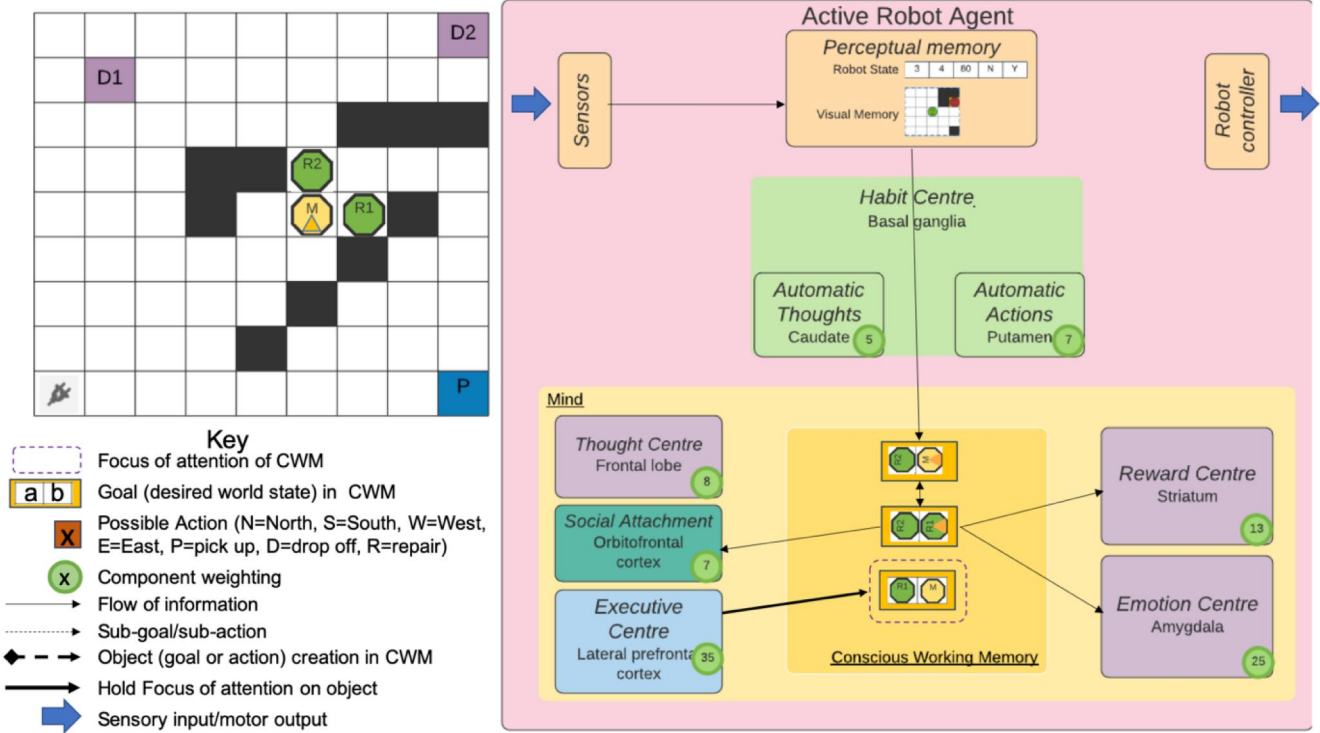 D2
D1
R2
M
R1
P
Key
Focus of attention of CWM
a b
Goal (desired world state) in CWM
X
Possible Action (N=North, S=South, W=West,
E=East, P=pick up, D=drop off, R=repair)
x
Component weighting
Flow of information
Sub-goal/sub-action
Object (goal or action) creation in CWM
Hold Focus of attention on object
Sensory input/motor output
Active Robot Agent
Sensors
Perceptual memory
Robot State 3 4 80 N Y
Visual Memory
Robot
controller
Habit Centre
Basal ganglia
Automatic
Thoughts
Caudate 5
Automatic
Actions
Putamen 7
Mind
Thought Centre
Frontal lobe
8
Social Attachment
Orbitofrontal
cortex
7
Executive
Centre
Lateral prefronta
cortex
35
R2 M
R2 R1
R1 M
Conscious Working Memory
Reward Centre
Striatum
13
Emotion Centre
Amygdala
25